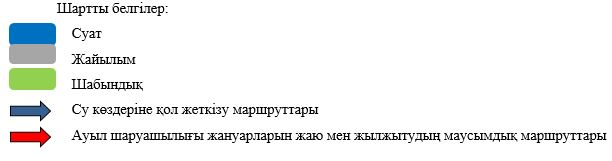 Шартты белгілер:
Суат
Жайылым
Шабындық
Су көздеріне қол жеткізу маршруттары
Ауыл шаруашылығы жануарларын жаю мен жылжытудың маусымдық маршруттары